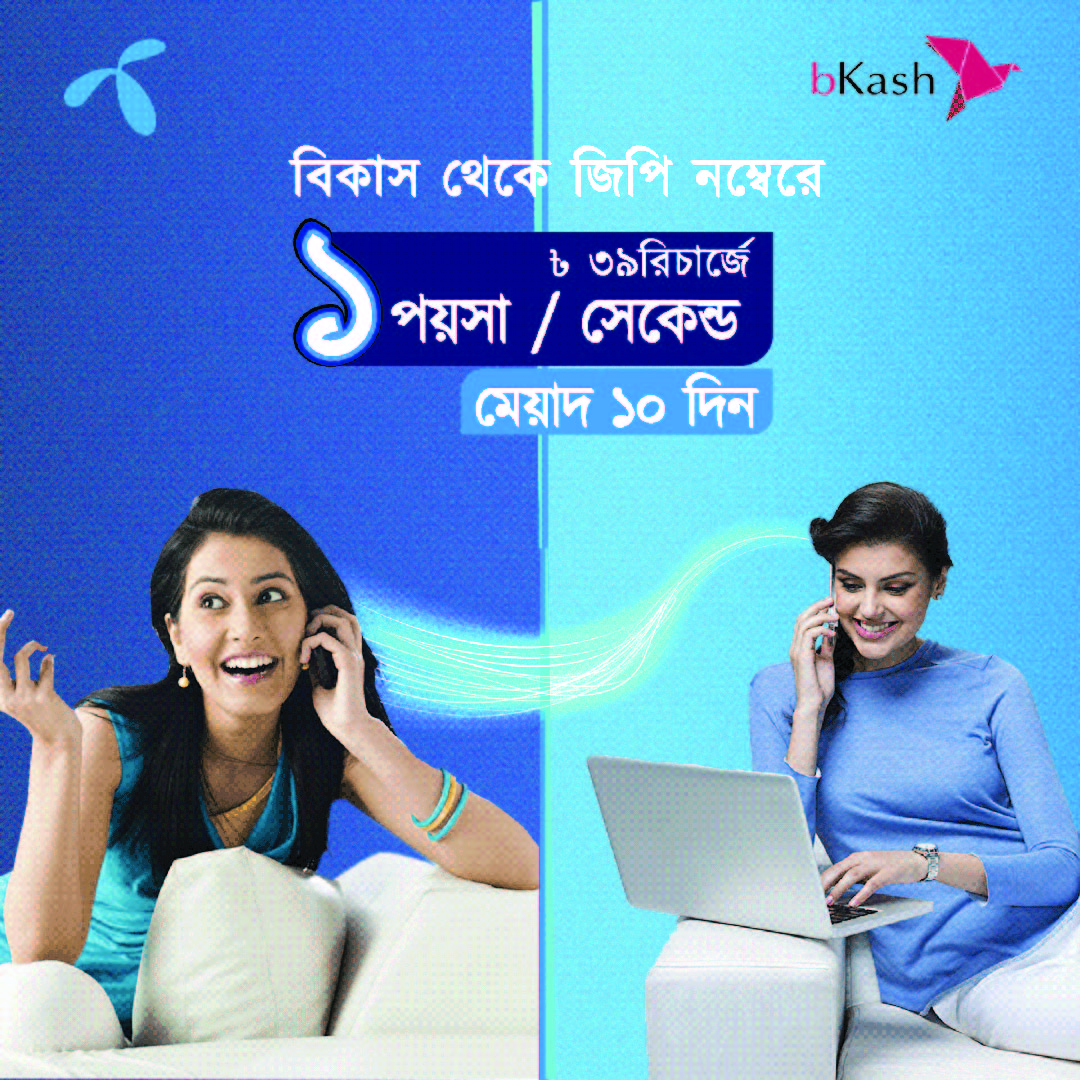 bKash
বিকাস থেকে জিপি নম্বেরে
৳ ৩৯রিচার্জে
১ পয়সা / সেকেন্ড
মেয়াদ ১০ দিন